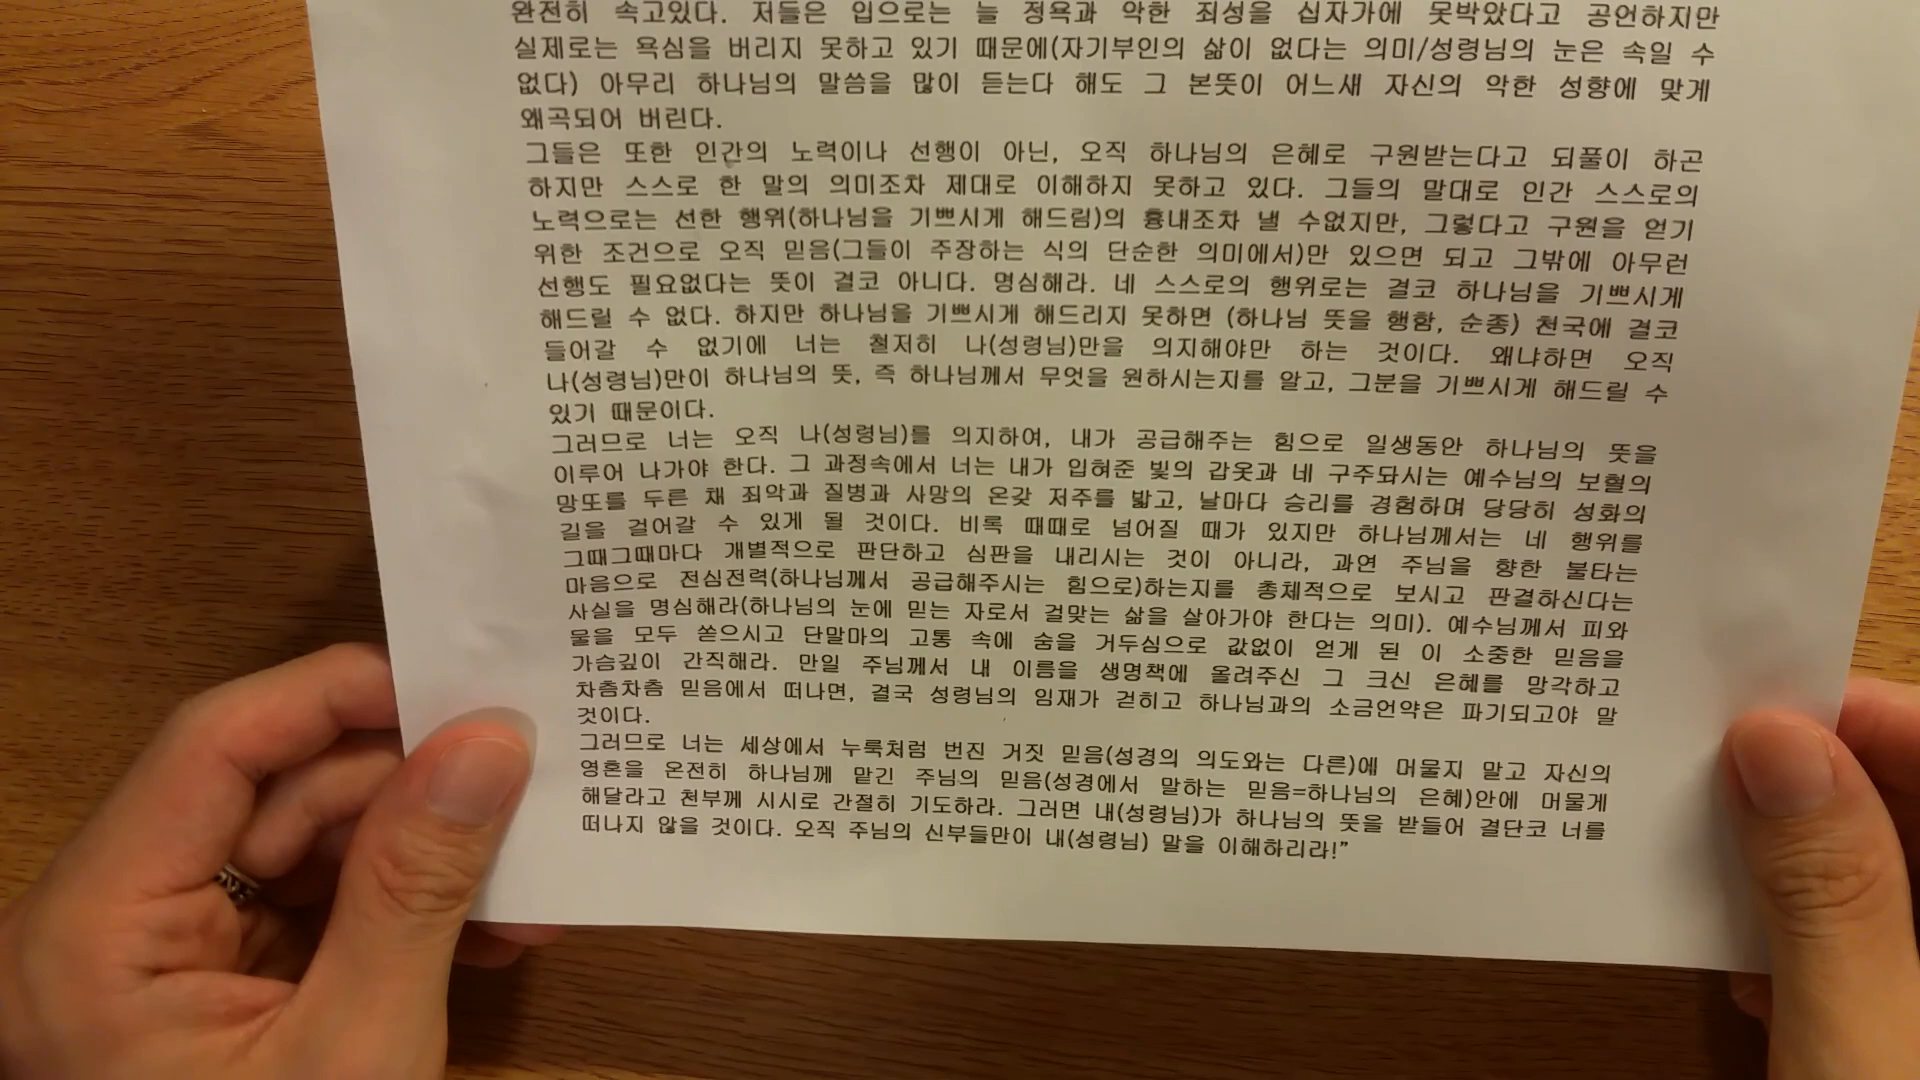 완전히 속고있다. 저들은 입으로는 늘 정욕과 악한 죄성을 십자가에 못박았다고 공언하지만
실제로는 욕심을 버리지 못하고 있기 때문에(자기부인의 삶이 없다는 의미/성령님의 눈은 속일 수
없다) 아무리 하나님의 말씀을 많이 듣는다 해도 그 본뜻이 어느새 자신의 악한 성향에 맞게
왜곡되어 버린다.
그들은 또한 인간의 노력이나 선행이 아닌, 오직 하나님의 은혜로 구원받는다고 되풀이 하곤
하지만 스스로 한 말의 의미조차 제대로 이해하지 못하고 있다. 그들의 말대로 인간 스스로의
노력으로는 선한 행위(하나님을 기쁘시게 해드림)의 흉내조차 낼 수없지만, 그렇다고 구원을 얻기
위한 조건으로 오직 믿음(그들이 주장하는 식의 단순한 의미에서)만 있으면 되고 그밖에 아무런
선행도 필요없다는 뜻이 결코 아니다. 명심해라. 네 스스로의 행위로는 결코 하나님을 기쁘시게
해드릴 수 없다. 하지만 하나님을 기쁘시게 해드리지 못하면 (하나님 뜻을 행함, 순종) 천국에 결코
들어갈 수 없기에 너는 철저히 나(성령님)만을 의지해야만 하는 것이다. 왜냐하면 오직
나(성령님)만이 하나님의 뜻, 즉 하나님께서 무엇을 원하시는지를 알고, 그분을 기쁘시게 해드릴 수
있기 때문이다.
그러므로 너는 오직 나(성령님)를 의지하여, 내가 공급해주는 힘으로 일생동안 하나님의 뜻을
이루어 나가야 한다. 그 과정속에서 너는 내가 입혀준 빛의 갑옷과 네 구주돠시는 예수님의 보혈의
망또를 두른 채 죄악과 질병과 사망의 온갖 저주를 밟고, 날마다 승리를 경험하며 당당히 성화의
길을 걸어갈 수 있게 될 것이다. 비록 때때로 넘어질 때가 있지만 하나님께서는 네 행위를
그때그때마다 개별적으로 판단하고 심판을 내리시는 것이 아니라, 과연 주님을 향한 불타는
마음으로 전심전력(하나님께서 공급해주시는 힘으로)하는지를 총체적으로 보시고 판결하신다는
사실을 명심해라(하나님의 눈에 믿는 자로서 걸맞는 삶을 살아가야 한다는 의미). 예수님께서 피와
물을 모두 쏟으시고 단말마의 고통 속에 숨을 거두심으로 값없이 얻게 된 이 소중한 믿음을
가슴깊이 간직해라. 만일 주님께서 내 이름을 생명책에 올려주신 그 크신 은혜를 망각하고
차츰차츰 믿음에서 떠나면, 결국 성령님의 임재가 걷히고 하나님과의 소금언약은 파기되고야 말
것이다.
그러므로 너는 세상에서 누룩처럼 번진 거짓 믿음(성경의 의도와는 다른)에 머물지 말고 자신의
영혼을 온전히 하나님께 맡긴 주님의 믿음(성경에서 말하는 믿음=하나님의 은혜)안에 머물게
해달라고 천부께 시시로 간절히 기도하라. 그러면 내(성령님)가 하나님의 뜻을 받들어 결단코 너를
떠나지 않을 것이다. 오직 주님의 신부들만이 내(성령님) 말을 이해하리라!”